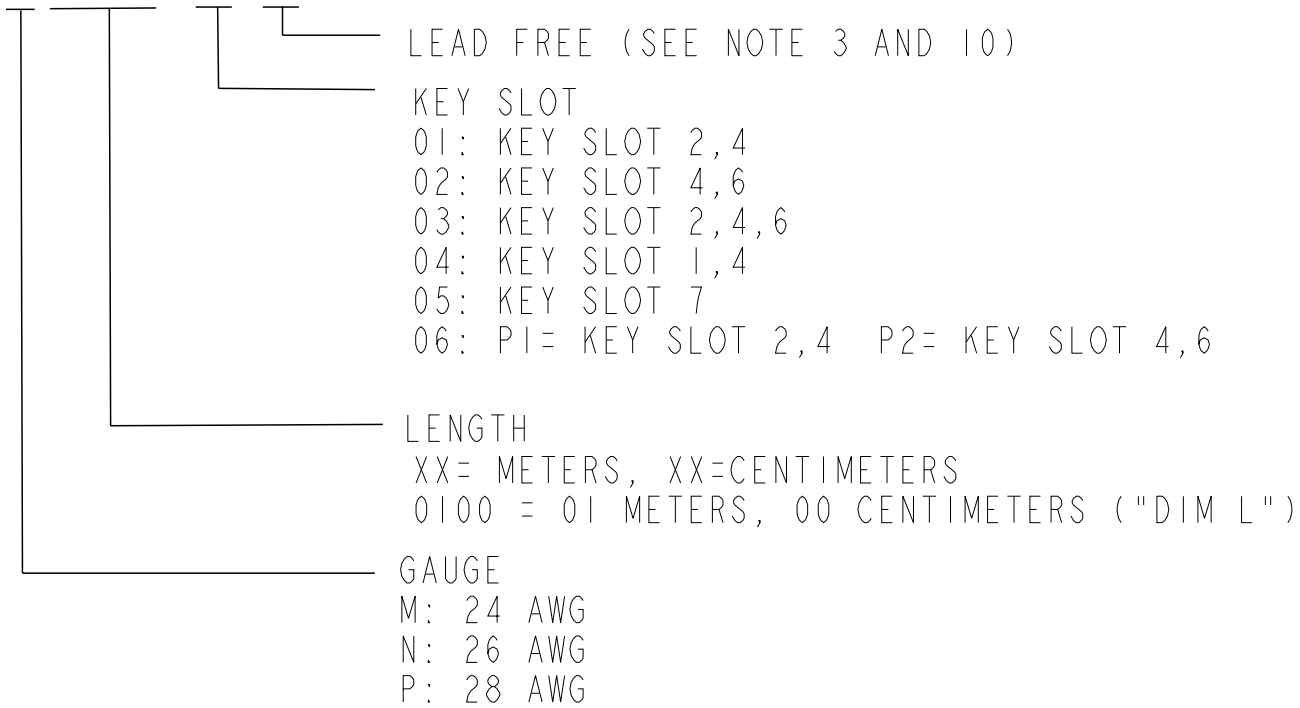 LEAD FREE (SEE NOTE 3 AND 10)
KEY SLOT
01: KEY SLOT 2,4
02: KEY SLOT 4,6
03: KEY SLOT 2,4,6
04: KEY SLOT 1,4
05: KEY SLOT 7
06: P1= KEY SLOT 2,4 P2= KEY SLOT 4,6
LENGTH
XX= METERS, XX=CENTIMETERS
0100 = 01 METERS, 00 CENTIMETERS ("DIM L")
GAUGE
M: 24 AWG
N: 26 AWG
P: 28 AWG